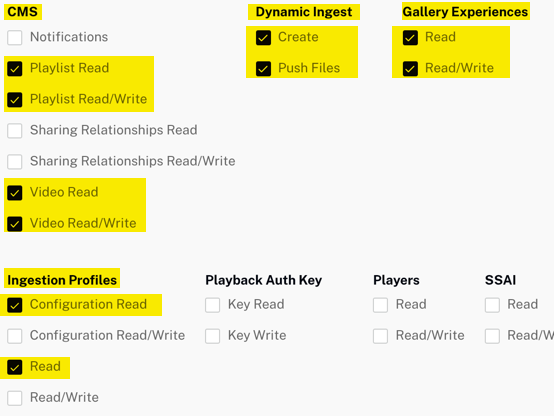 CMS
Notifications
Playlist Read
Playlist Read/Write
Sharing Relationships Read
Sharing Relationships Read/Write
Video Read
Video Read/Write
Dynamic Ingest
Create
Push Files
Gallery Experiences
Read
Read/Write
Ingestion Profiles
Configuration Read
Configuration Read/Write
Read
Read/Write
Playback Auth Key
Key Read
Key Write
Players
Read
Read/Write
SSAI
Read
Read/W